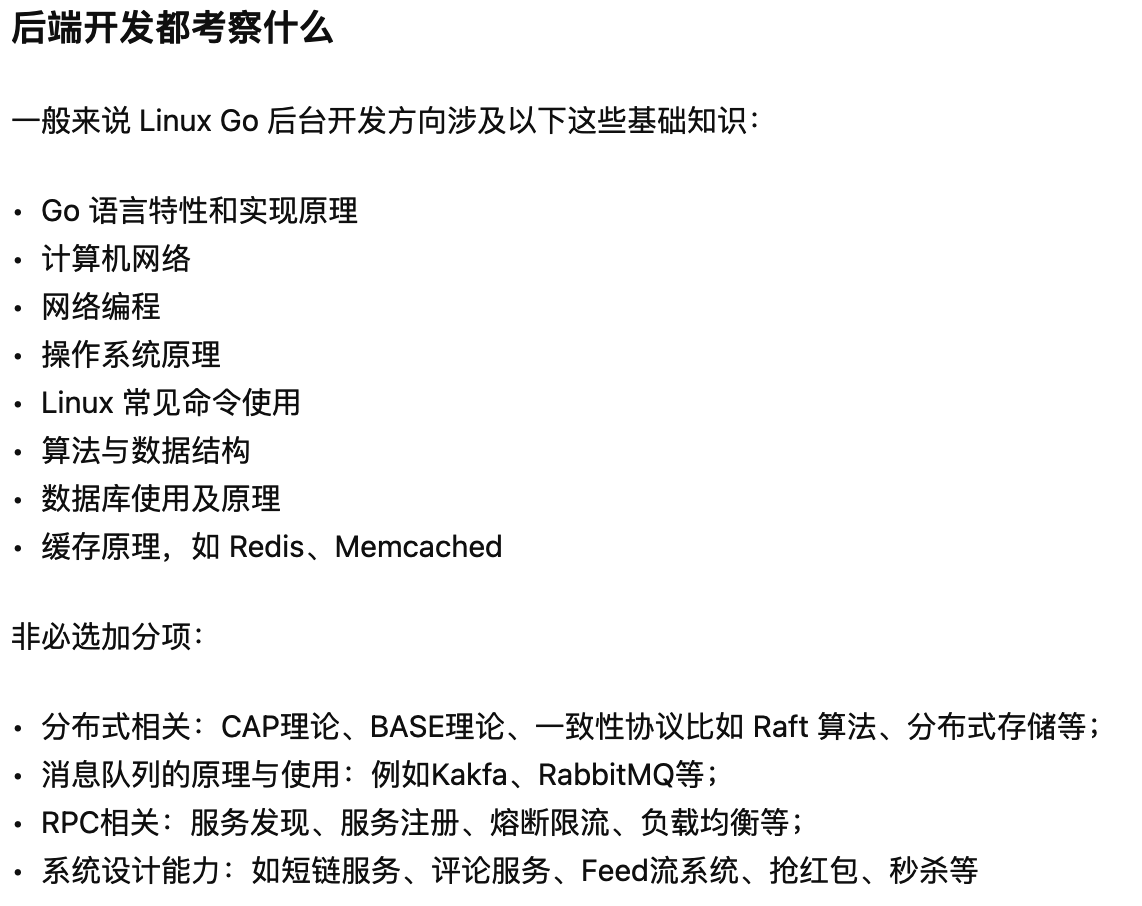 后端开发都考察什么
一般来说 Linux Go 后台开发方向涉及以下这些基础知识：
• Go 语言特性和实现原理
• 计算机网络
• 网络编程
• 操作系统原理
• Linux 常见命令使用
• 算法与数据结构
• 数据库使用及原理
• 缓存原理，如 Redis、Memcached
非必选加分项：
• 分布式相关：CAP理论、BASE理论、一致性协议比如 Raft 算法、分布式存储等；
• 消息队列的原理与使用：例如Kakfa、RabbitMQ等；
• RPC相关：服务发现、服务注册、熔断限流、负载均衡等；
• 系统设计能力：如短链服务、评论服务、Feed流系统、抢红包、秒杀等